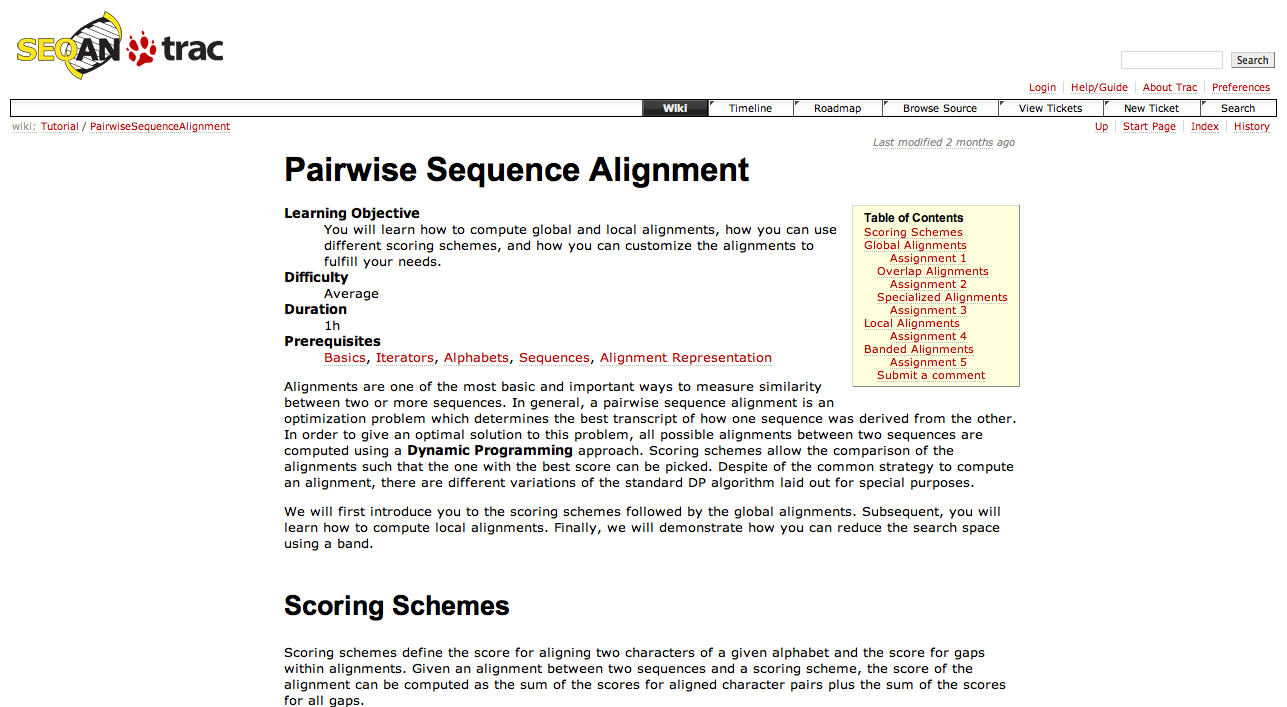 SEQAN trac
Search
Login Help/Guide About Trac Preferences
Wiki Timeline Roadmap Browse Source View Tickets New Ticket Search
wiki: Tutorial / PairwiseSequenceAlignment
Up Start Page Index History
Last modified 2 months ago
Pairwise Sequence Alignment
Learning Objective
You will learn how to compute global and local alignments, how you can use
different scoring schemes, and how you can customize the alignments to
fulfill your needs.
Difficulty
Average
Duration
1h
Prerequisites
Basics, Iterators, Alphabets, Sequences, Alignment Representation
Table of Contents
Scoring Schemes
Global Alignments
Assignment 1
Overlap Alignments
Assignment 2
Specialized Alignments
Assignment 3
Local Alignments
Assignment 4
Banded Alignments
Assignment 5
Submit a comment
Alignments are one of the most basic and important ways to measure similarity
between two or more sequences. In general, a pairwise sequence alignment is an
optimization problem which determines the best transcript of how one sequence was derived from the other.
In order to give an optimal solution to this problem, all possible alignments between two sequences are
computed using a Dynamic Programming approach. Scoring schemes allow the comparison of the
alignments such that the one with the best score can be picked. Despite of the common strategy to compute
an alignment, there are different variations of the standard DP algorithm laid out for special purposes.
We will first introduce you to the scoring schemes followed by the global alignments. Subsequent, you will
learn how to compute local alignments. Finally, we will demonstrate how you can reduce the search space
using a band.
Scoring Schemes
Scoring schemes define the score for aligning two characters of a given alphabet and the score for gaps
within alignments. Given an alignment between two sequences and a scoring scheme, the score of the
alignment can be computed as the sum of the scores for aligned character pairs plus the sum of the scores
for all gaps.